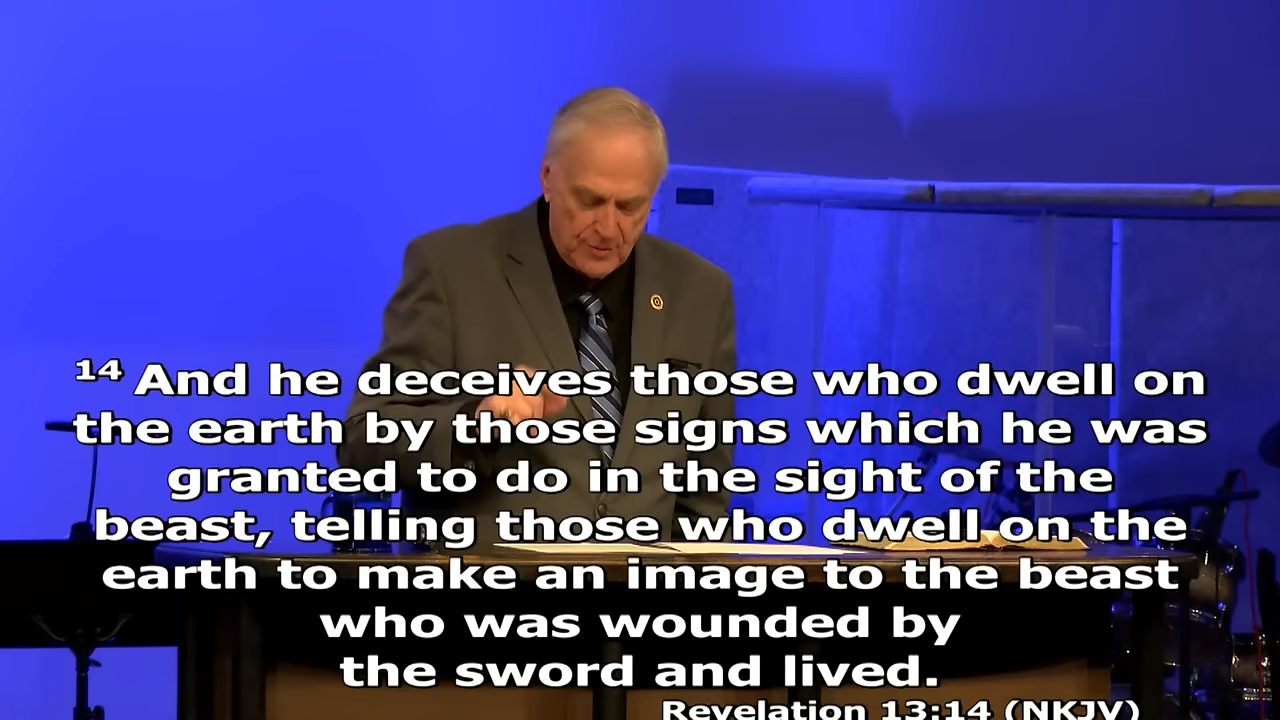 14 And he deceives those who dwell on
the earth by those signs which he was
granted to do in the sight of the
beast, telling those who dwell on the
earth to make an image to the beast
who was wounded by
the sword and lived.
Revelation 13:14 (NKJV)